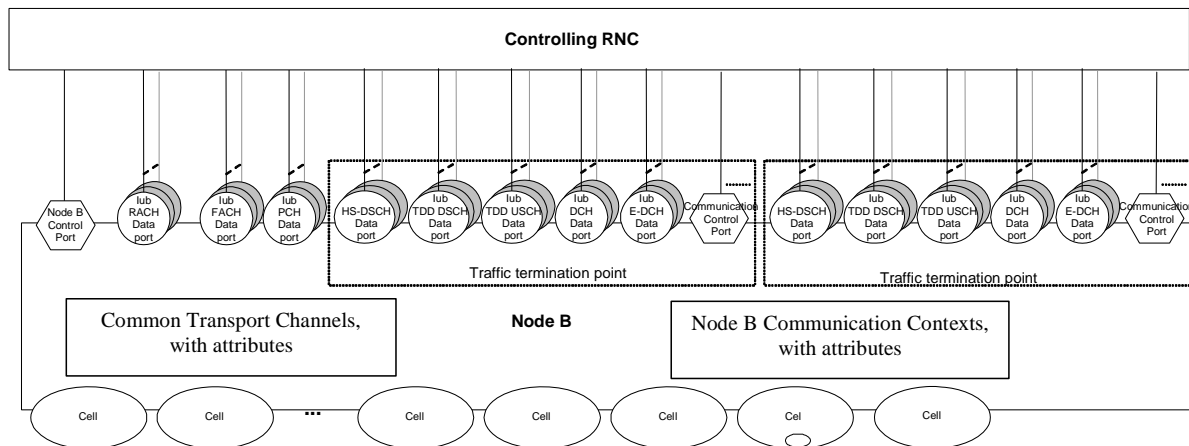 Controlling RNC
Node B
Control
Port
Iub
RACH
Data
port
Iub
FACH
Data
port
Iub
PCH
Data
port
HS-DSCH
Data
port
Iub
TDD DSCH
Data
port
Iub
TDD USCH
Data
port
Iub
DCH
Data
port
Iub
E-DCH
Data
port
Communication
Control
Port
HS-DSCH
Data
port
Iub
TDD DSCH
Data
port
Iub
TDD USCH
Data
port
Iub
DCH
Data
port
Iub
E-DCH
Data
port
Communication
Control
Port
Traffic termination point
Traffic termination point
Common Transport Channels,
with attributes
Node B
Node B Communication Contexts,
with attributes
Cell
Cell
...
Cell
Cell
Cell
Cel
Cell